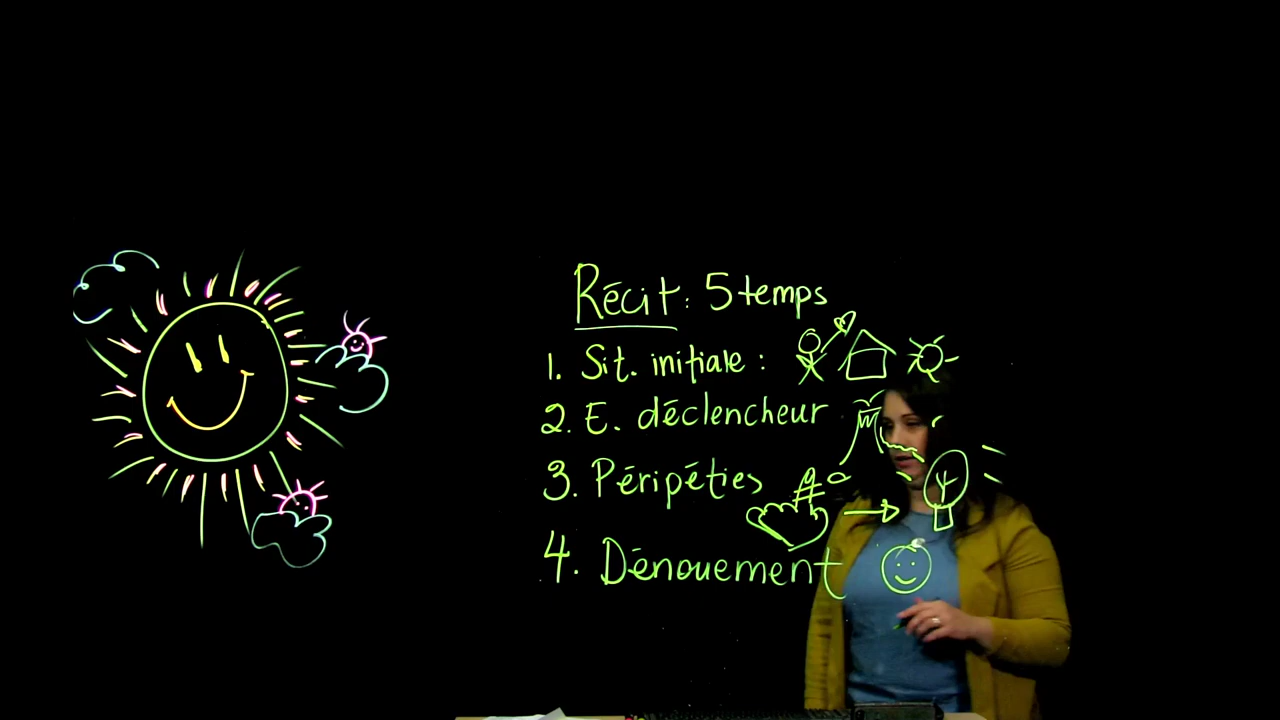 Récit : 5 temps
1. Sit. initiale :
2. E. déclencheur
3. Péripéties
4. Dénouement